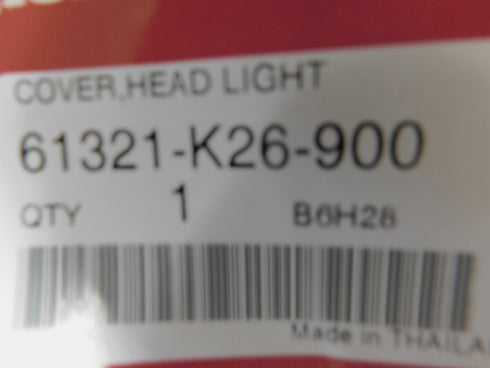 COVER,HEAD LIGHT
61321-K26-900
QTY 1 B6H28
Made in THAILA